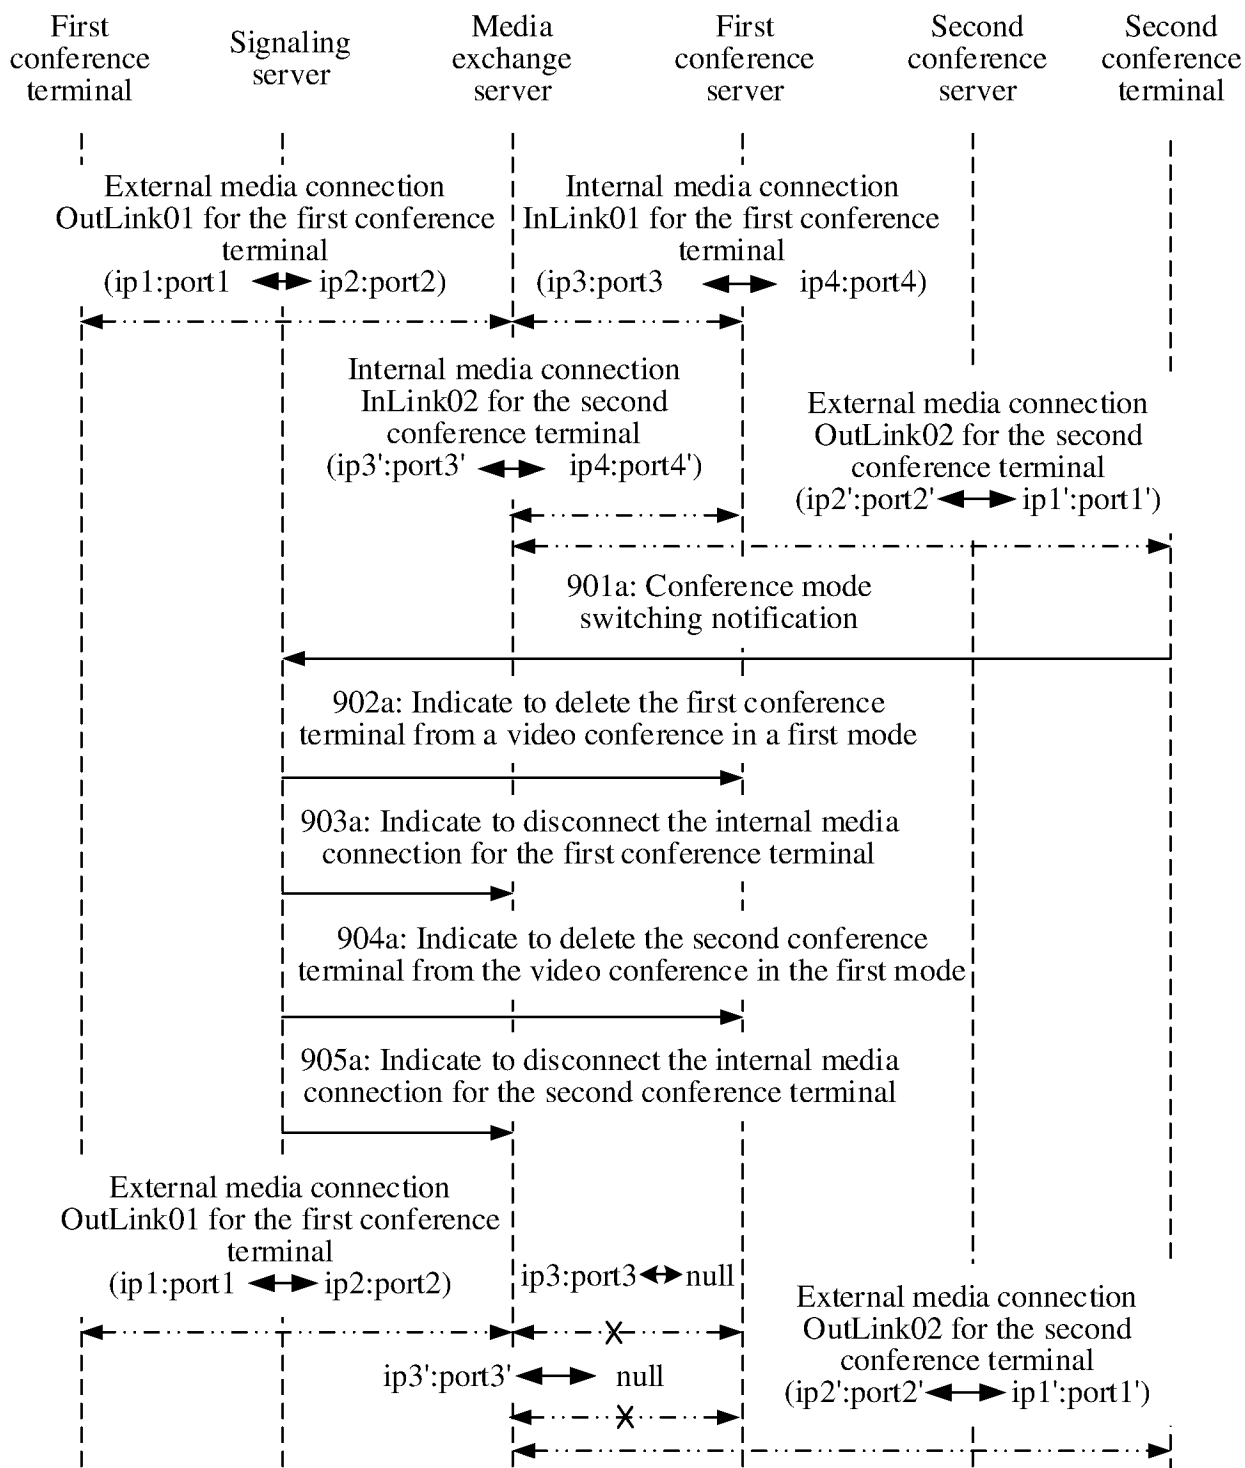 First
conference
terminal
Signaling
server
Media
exchange
server
First
conference
server
Second
conference
server
Second
conference
terminal
External media connection
OutLink01 for the first conference
terminal
(ip1:port1 ip2:port2)
Internal media connection
InLink01 for the first conference
terminal
(ip3:port3 ip4:port4)
Internal media connection
InLink02 for the second
conference terminal
(ip3':port3' ip4:port4')
External media connection
OutLink02 for the second
conference terminal
(ip2':port2' ip1':port1')
901a: Conference mode
switching notification
902a: Indicate to delete the first conference
terminal from a video conference in a first mode
903a: Indicate to disconnect the internal media
connection for the first conference terminal
904a: Indicate to delete the second conference
terminal from the video conference in the first mode
905a: Indicate to disconnect the internal media
connection for the second conference terminal
External media connection
OutLink01 for the first conference
terminal
(ip1:port1 ip2:port2)
ip3:port3 null
ip3':port3' null
External media connection
OutLink02 for the second
conference terminal
(ip2':port2' ip1':port1')